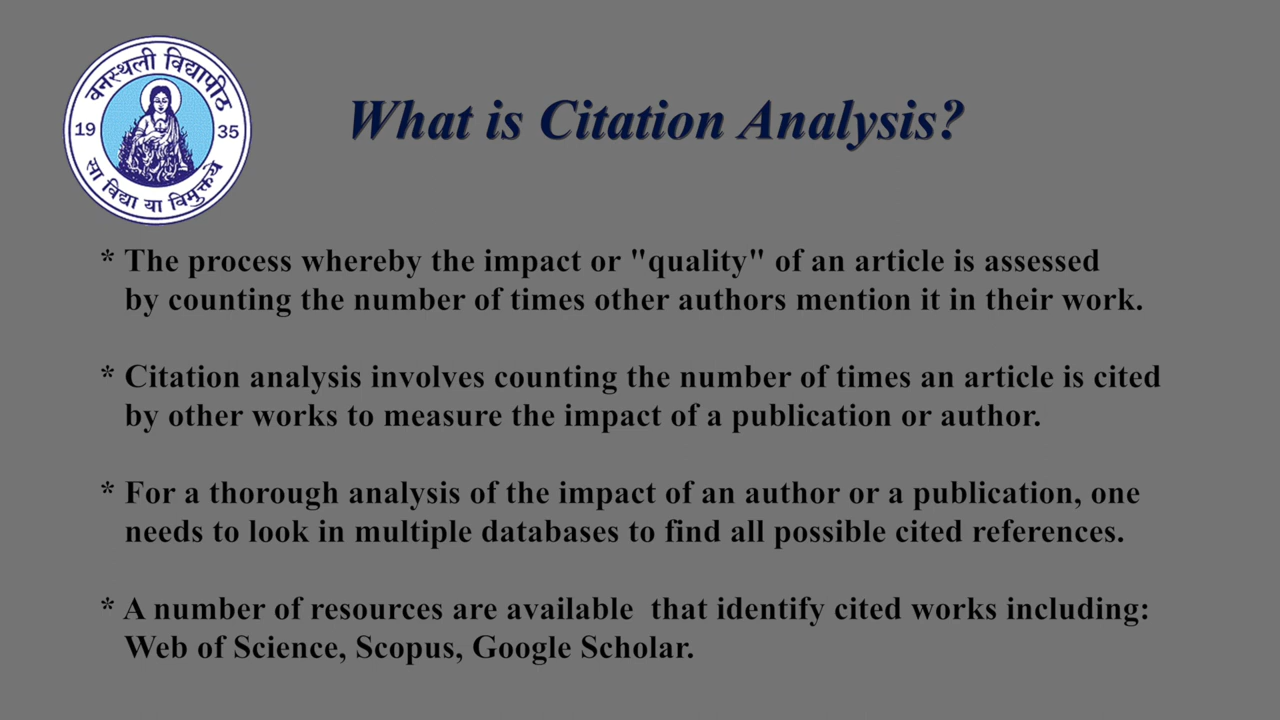 वनस्थली विद्यापीठ
19 35
सा विद्या या विमुक्तये
What is Citation Analysis?
* The process whereby the impact or "quality" of an article is assessed
by counting the number of times other authors mention it in their work.
* Citation analysis involves counting the number of times an article is cited
by other works to measure the impact of a publication or author.
* For a thorough analysis of the impact of an author or a publication, one
needs to look in multiple databases to find all possible cited references.
* A number of resources are available  that identify cited works including:
Web of Science, Scopus, Google Scholar.